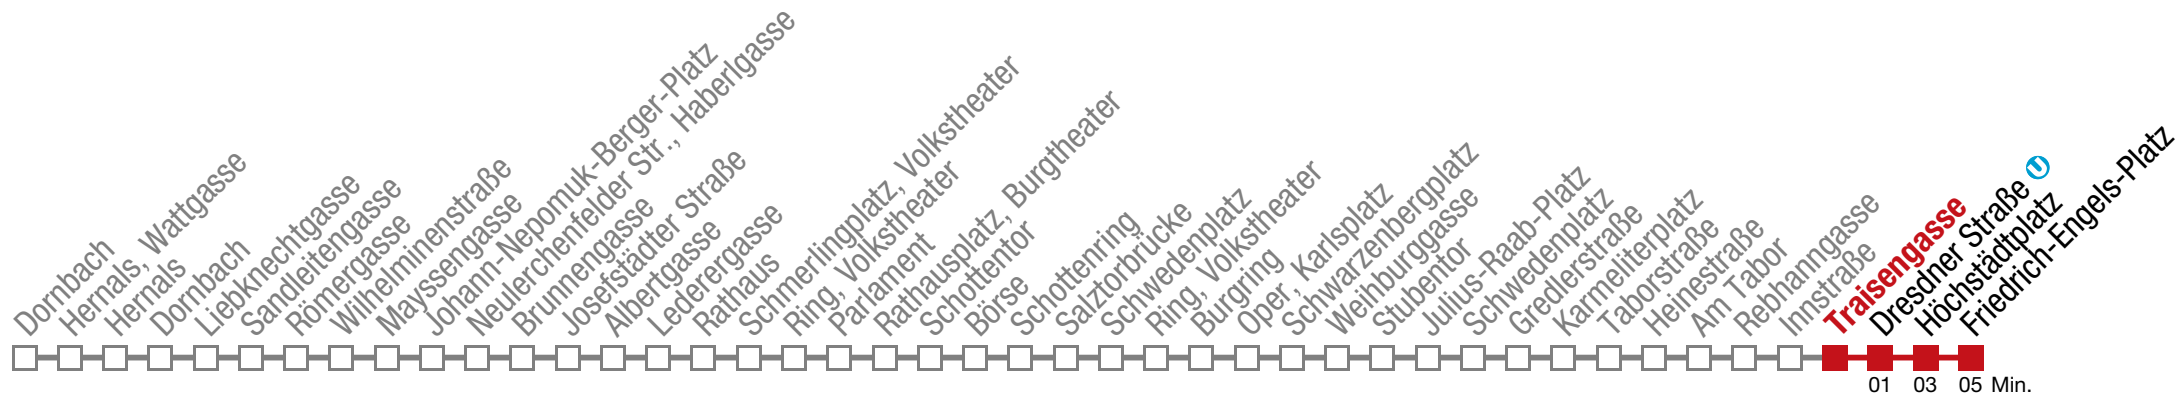 Dornbach
Hernals, Wattgasse
Hernals
Dornbach
Liebknechtgasse
Sandleitengasse
Römergasse
Wilhelminenstraße
Mayssengasse
Johann-Nepomuk-Berger-Platz
Neulerchenfelder Str., Haberlgasse
Brunnengasse
Josefstädter Straße
Albertgasse
Lederergasse
Rathaus
Schmerlingplatz, Volkstheater
Ring, Volkstheater
Parlament
Rathausplatz, Burgtheater
Schottentor
Börse
Schottenring
Salztorbrücke
Schwedenplatz
Ring, Volkstheater
Burgring
Oper, Karlsplatz
Schwarzenbergplatz
Weihburggasse
Stubentor
Julius-Raab-Platz
Schwedenplatz
Gredlerstraße
Karmeliterplatz
Taborstraße
Heinestraße
Am Tabor
Rebhanngasse
Innstraße
Traisengasse
Dresdner Straße U
Höchstädtplatz
Friedrich-Engels-Platz
01 03 05 Min.